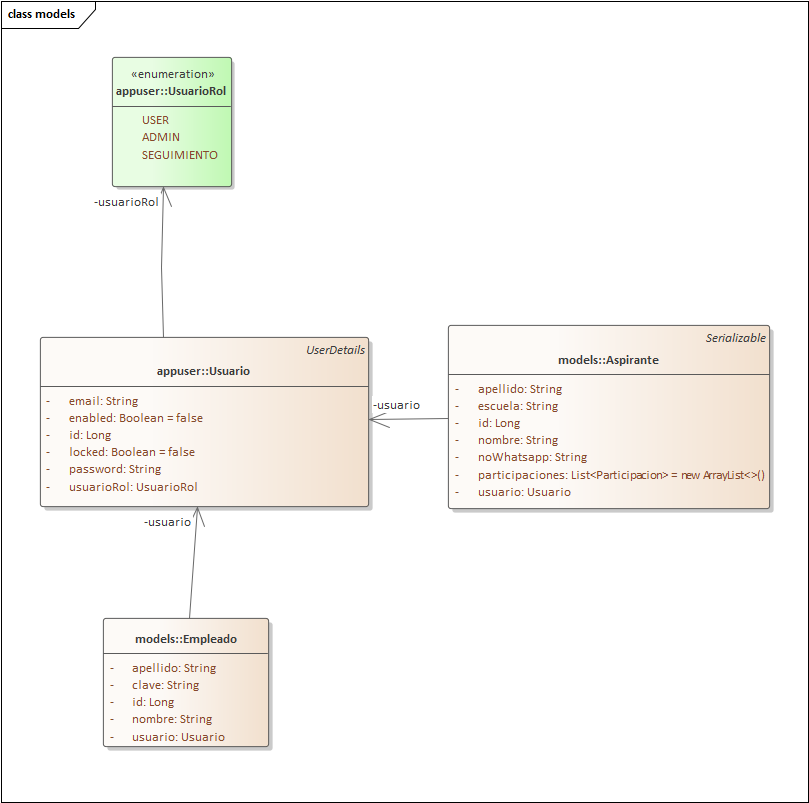 class models
«enumeration»
appuser::UsuarioRol
USER
ADMIN
SEGUIMIENTO
-usuarioRol
UserDetails
appuser::Usuario
- email: String
- enabled: Boolean = false
- id: Long
- locked: Boolean = false
- password: String
- usuarioRol: UsuarioRol
-usuario
Serializable
models::Aspirante
- apellido: String
- escuela: String
- id: Long
- nombre: String
- noWhatsapp: String
- participaciones: List<Participacion> = new ArrayList<>()
- usuario: Usuario
-usuario
models::Empleado
- apellido: String
- clave: String
- id: Long
- nombre: String
- usuario: Usuario